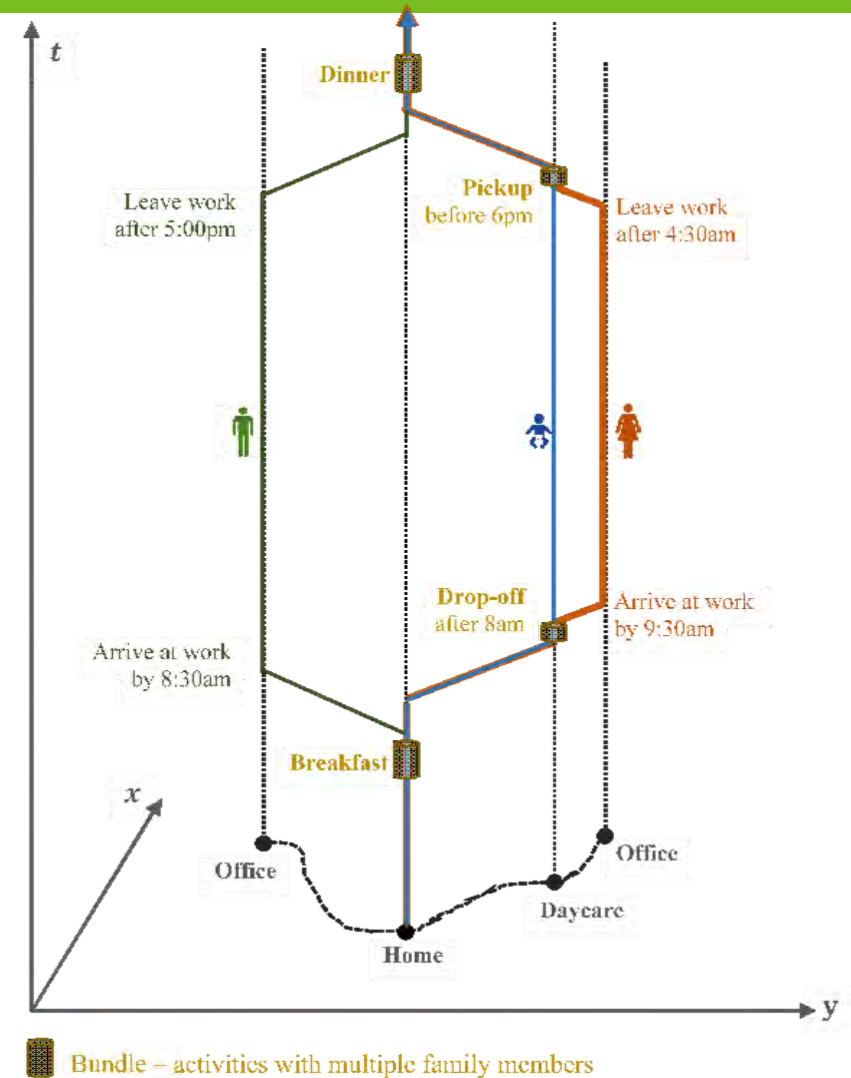 t
Dinner
Leave work
after 5:00pm
Pickup
before 6pm
Leave work
after 4:30am
Drop-off
after 8am
Arrive at work
by 9:30am
Arrive at work
by 8:30am
Breakfast
x
Office
Office
Daycare
Home
y
Bundle – activities with multiple family members